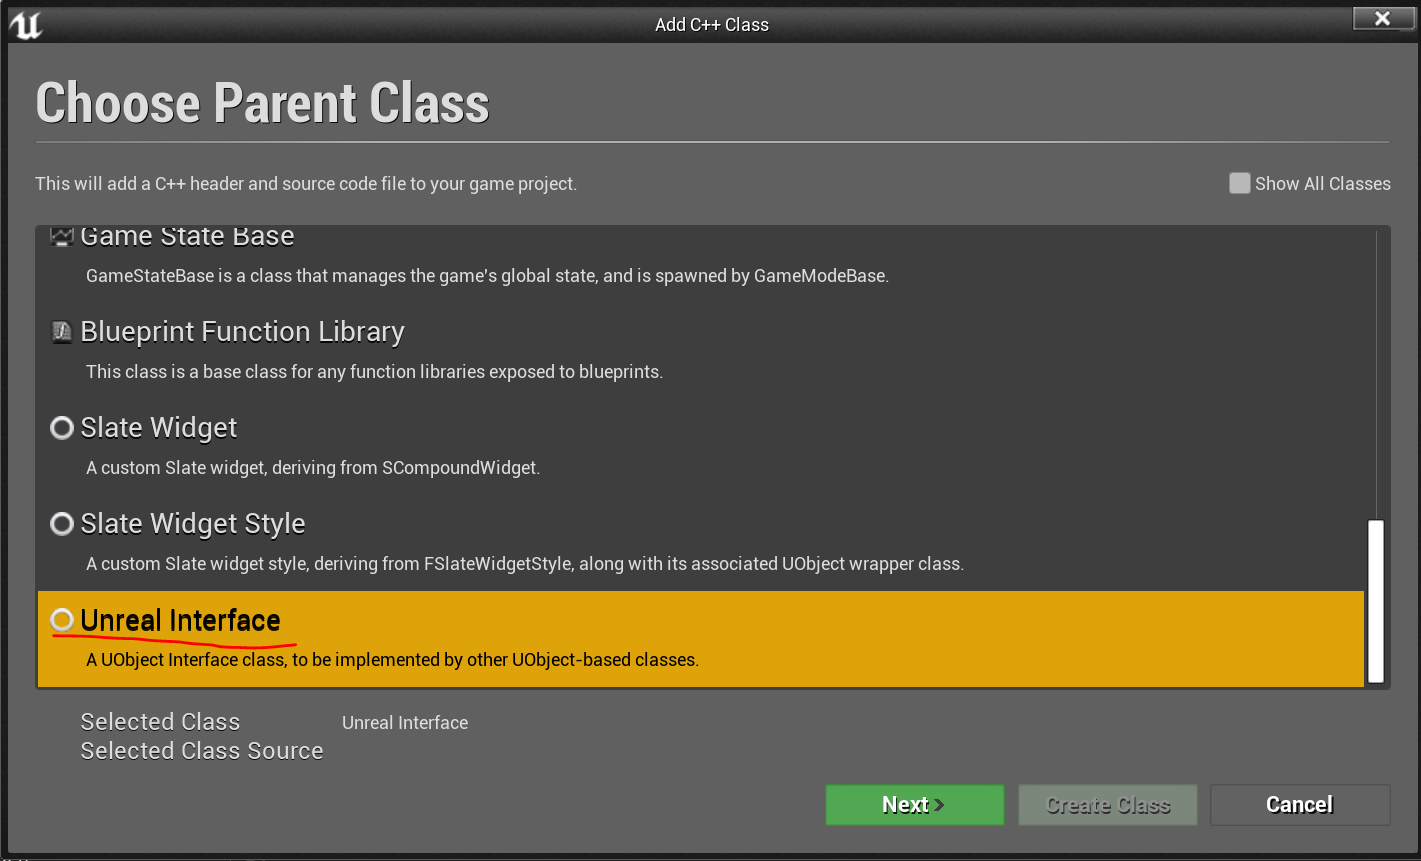 Add C++ Class
Choose Parent Class
This will add a C++ header and source code file to your game project.
Show All Classes
Game State Base
GameStateBase is a class that manages the game's global state, and is spawned by GameModeBase.
Blueprint Function Library
This class is a base class for any function libraries exposed to blueprints.
Slate Widget
A custom Slate widget, deriving from SCompoundWidget.
Slate Widget Style
A custom Slate widget style, deriving from FSlateWidgetStyle, along with its associated UObject wrapper class.
Unreal Interface
A UObject Interface class, to be implemented by other UObject-based classes.
Selected Class Unreal Interface
Selected Class Source
Next Create Class Cancel